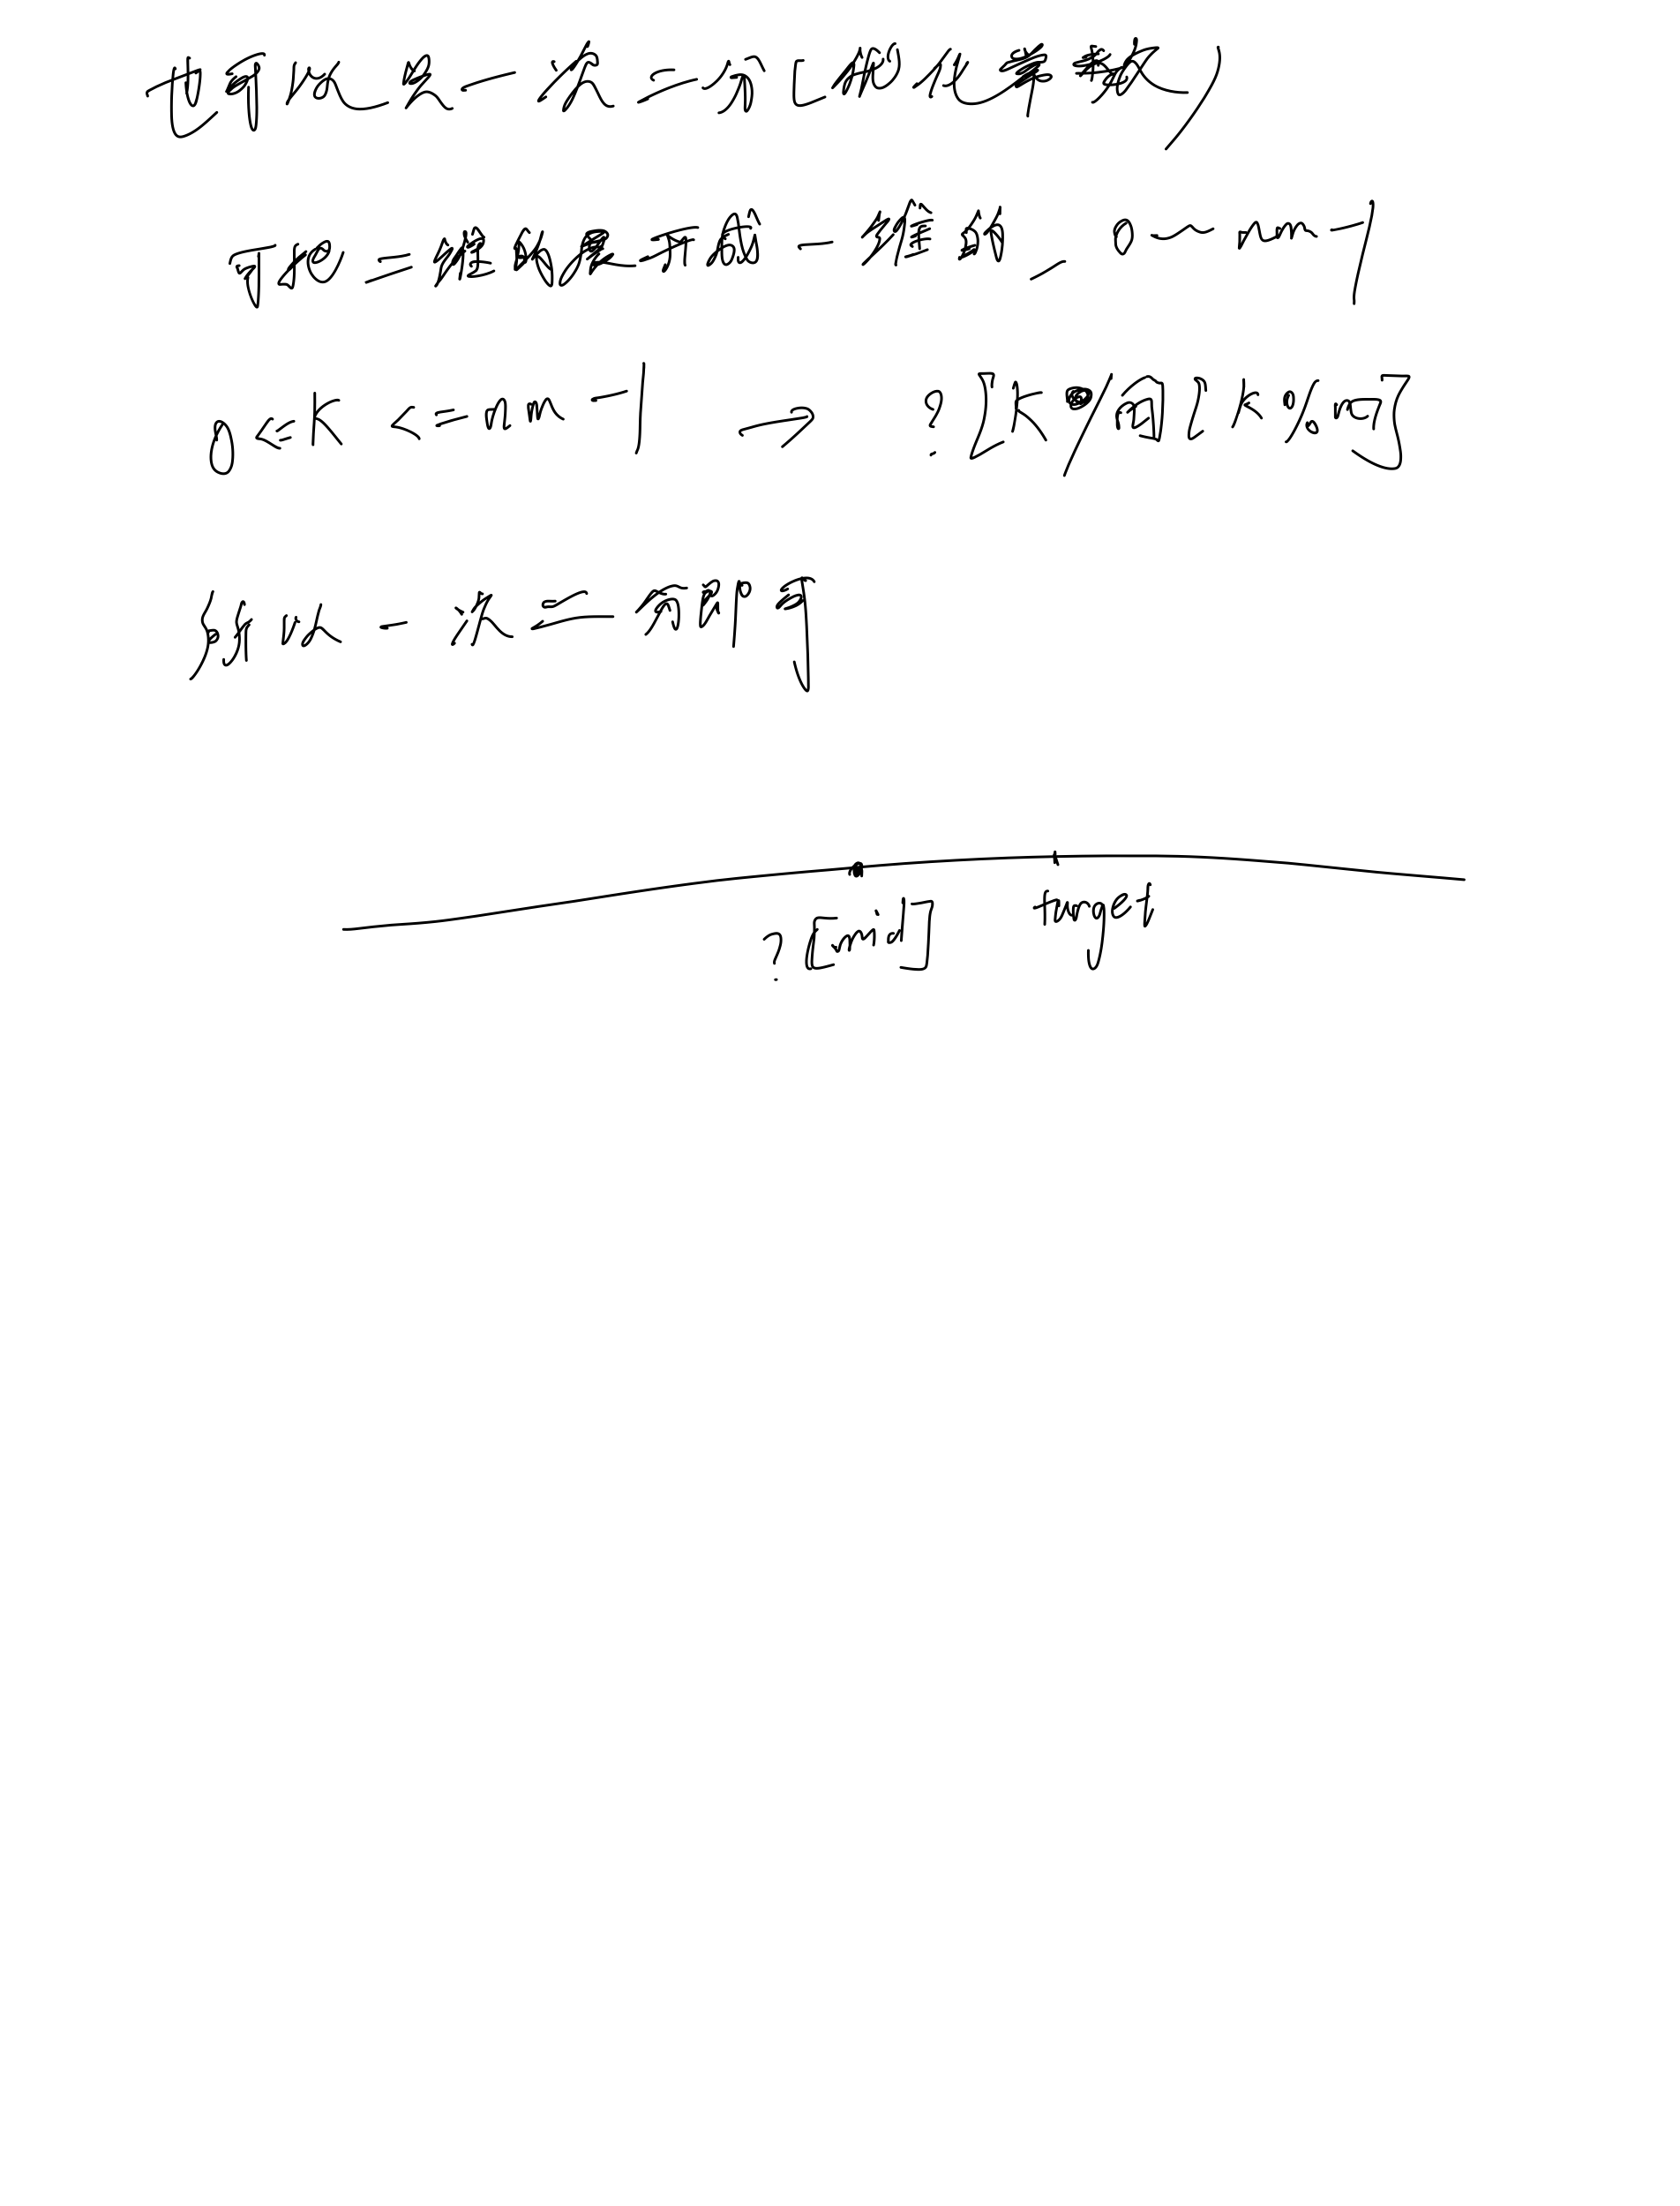 也可以是一次二分(优化常数)
可把二维的展开成一维的, 0~nm-1
0<=K <=nm-1 → ?[K/m][K%m]
所以一次二分即可
?[mid] target